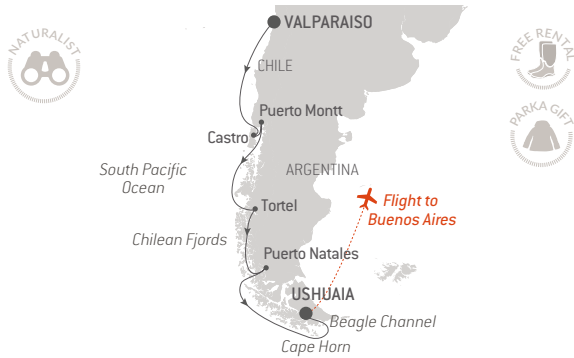 NATURALIST
VALPARAISO
FREE RENTAL
CHILE
PARKA GIFT
Puerto Montt
Castro
South Pacific
Ocean
ARGENTINA
Flight to
Buenos Aires
Tortel
Chilean Fjords
Puerto Natales
USHUAIA
Beagle Channel
Cape Horn